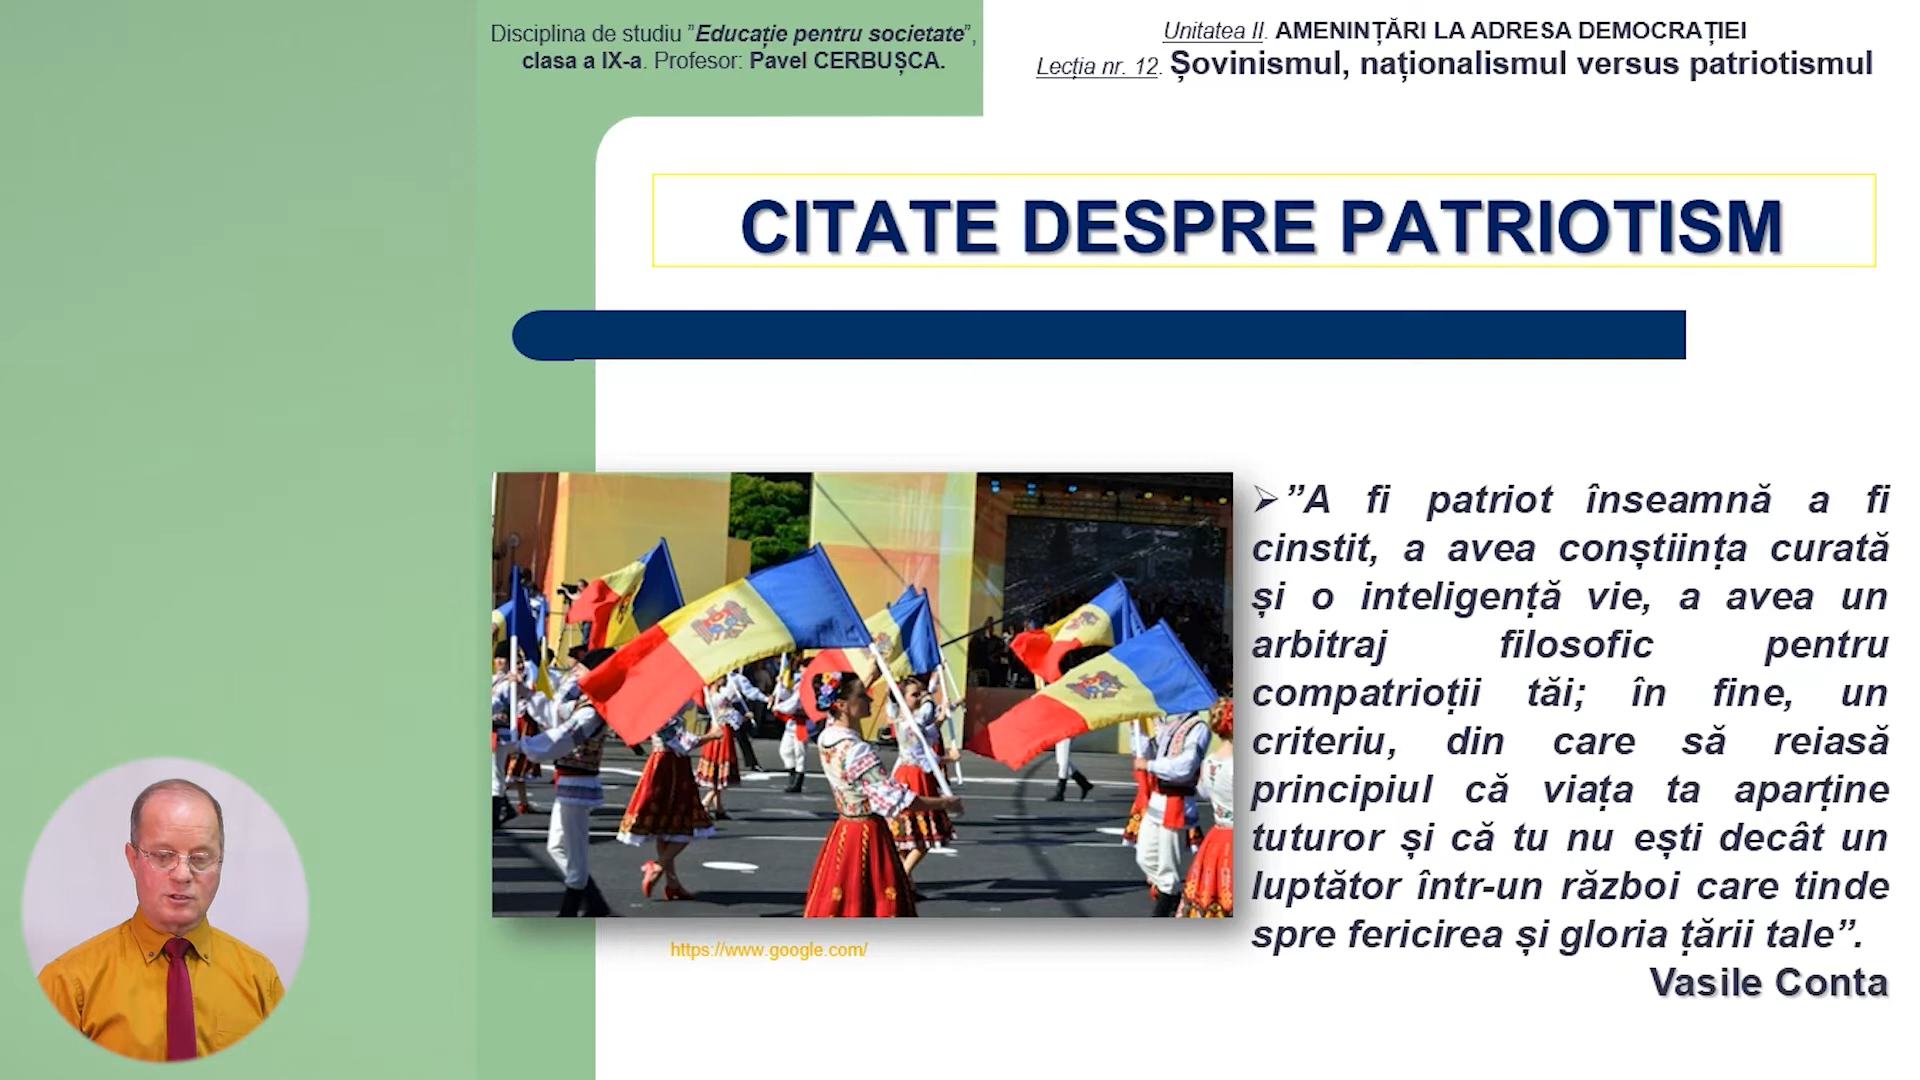 Disciplina de studiu ”Educație pentru societate”,
clasa a IX-a. Profesor: Pavel CERBUȘCA.
Unitatea II. AMENINȚĂRI LA ADRESA DEMOCRAȚIEI
Lecția nr. 12. Șovinismul, naționalismul versus patriotismul
CITATE DESPRE PATRIOTISM
”A fi patriot înseamnă a fi
cinstit, a avea conștiința curată
și o inteligență vie, a avea un
arbitraj filosofic pentru
compatrioții tăi; în fine, un
criteriu, din care să reiasă
principiul că viața ta aparține
tuturor și că tu nu ești decât un
luptător într-un război care tinde
spre fericirea și gloria țării tale”.
Vasile Conta
https://www.google.com/